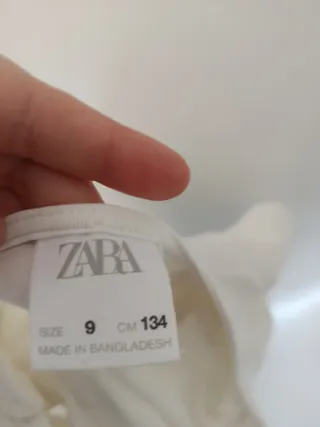 ZARA
SIZE 9 CM 134
MADE IN BANGLADESH